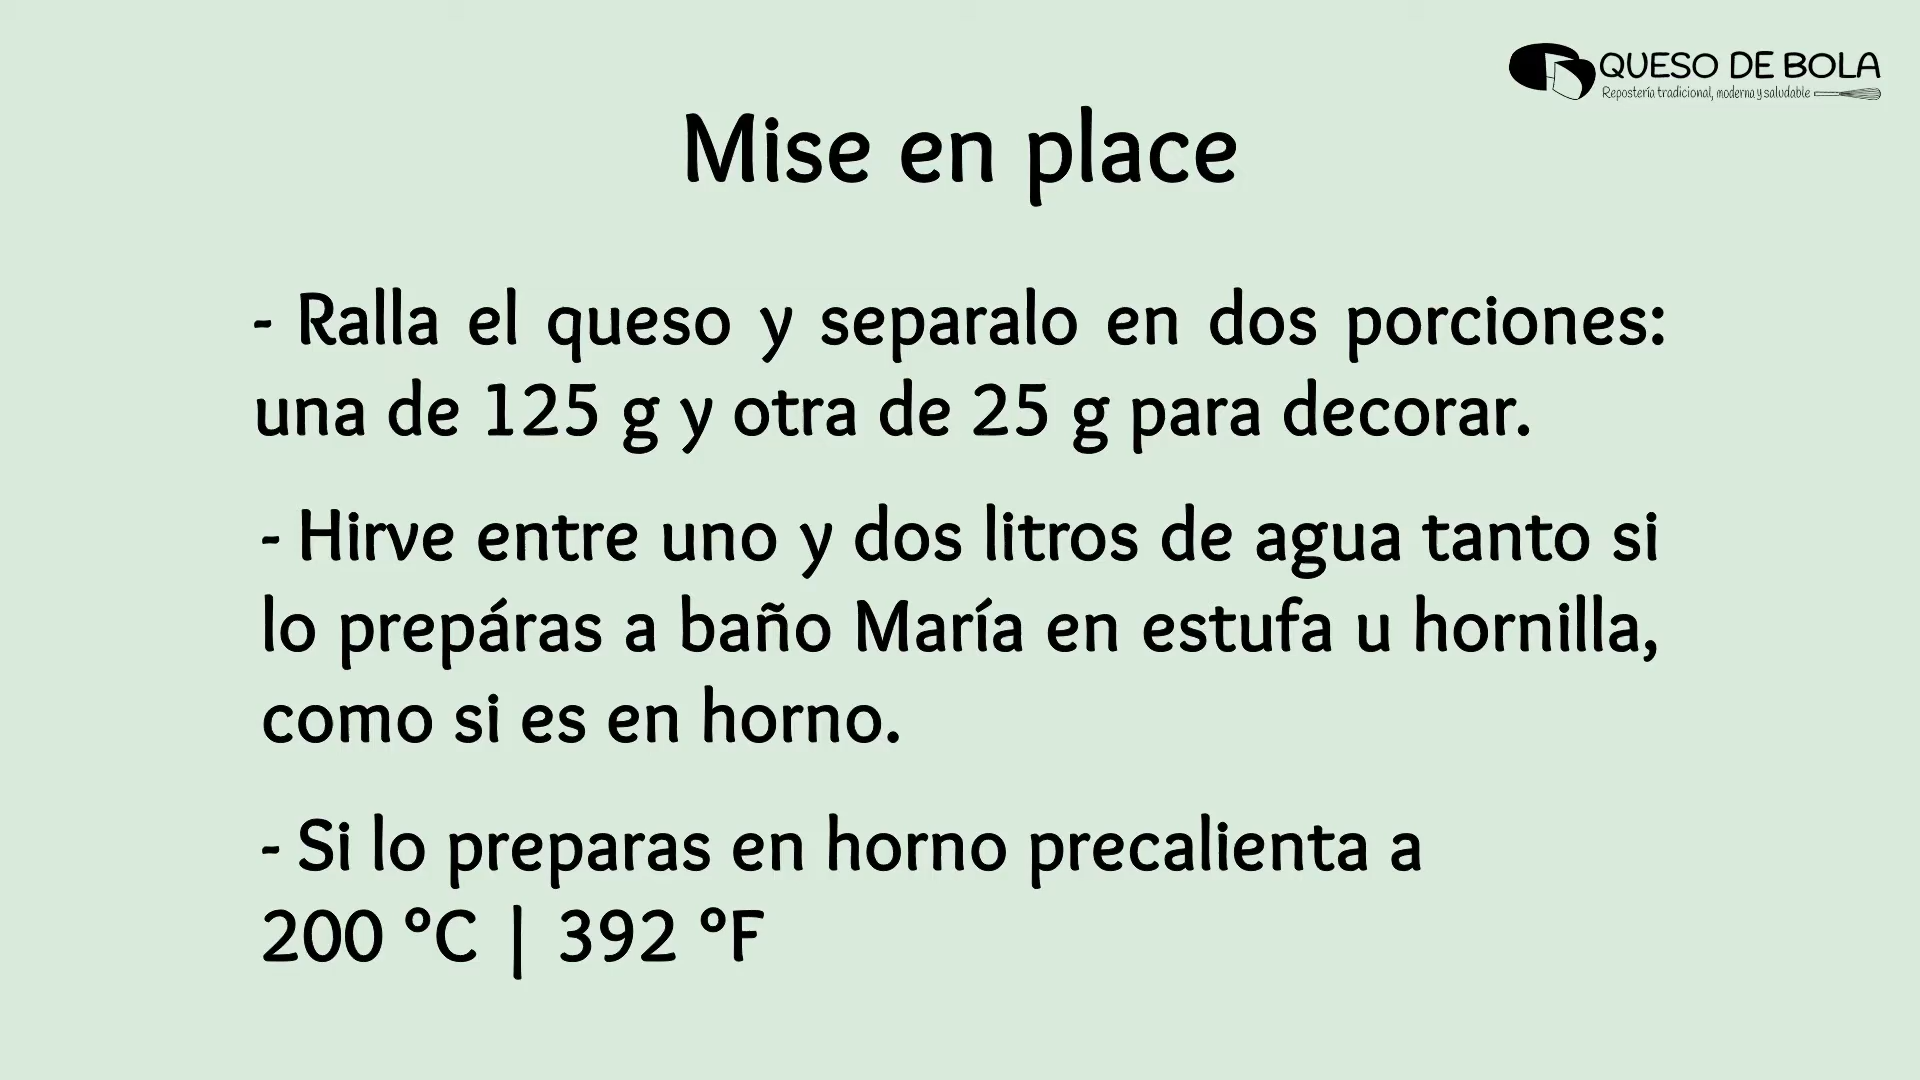 QUESO DE BOLA
Repostería tradicional, moderna y saludable
Mise en place
- Ralla el queso y separalo en dos porciones:
una de 125 g y otra de 25 g para decorar.
- Hirve entre uno y dos litros de agua tanto si
lo prepáras a baño María en estufa u hornilla,
como si es en horno.
- Si lo preparas en horno precalienta a
200 °C | 392 °F